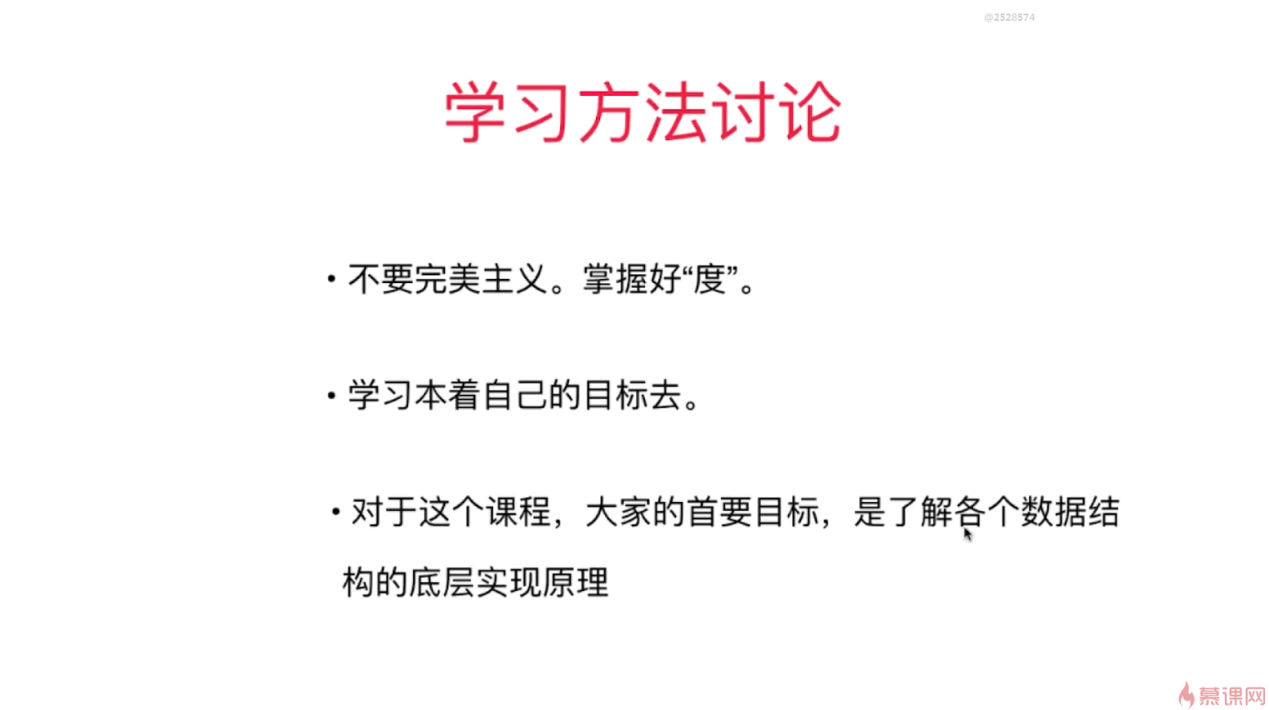 @2528574
学习方法讨论
• 不要完美主义。掌握好“度”。
• 学习本着自己的目标去。
• 对于这个课程，大家的首要目标，是了解各个数据结
构的底层实现原理
慕课网